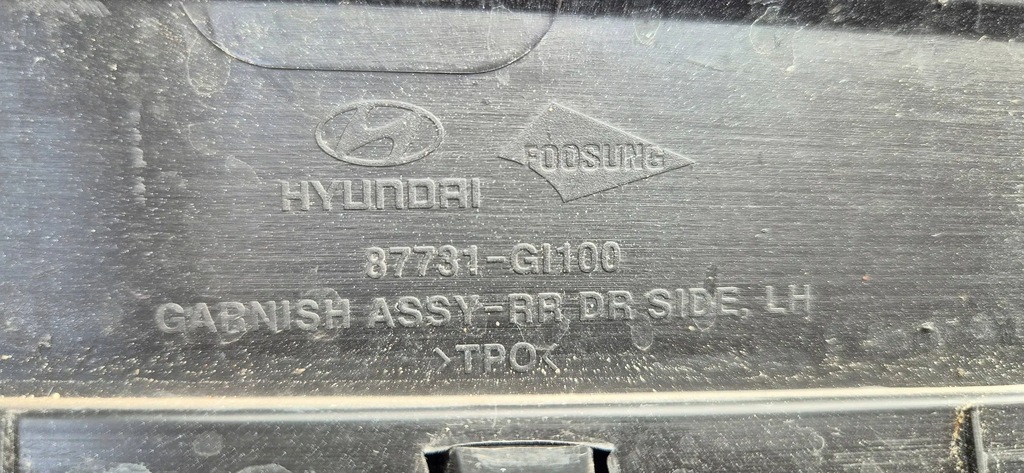 HYUNDAI
FOOSUNG
87731-GI100
GARNISH ASSY-RR DR SIDE, LH
>TPO<